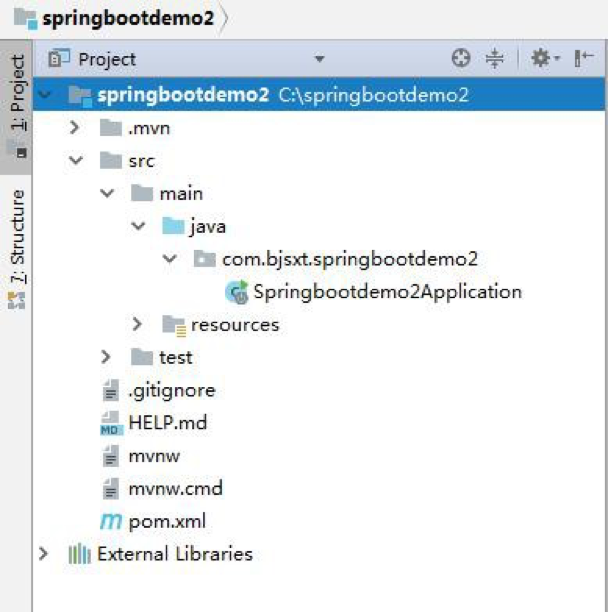 springbootdemo2
Project
1: Project
7: Structure
springbootdemo2 C:\springbootdemo2
.mvn
src
main
java
com.bjsxt.springbootdemo2
Springbootdemo2Application
resources
test
.gitignore
MD HELP.md
mvnw
mvnw.cmd
m pom.xml
External Libraries